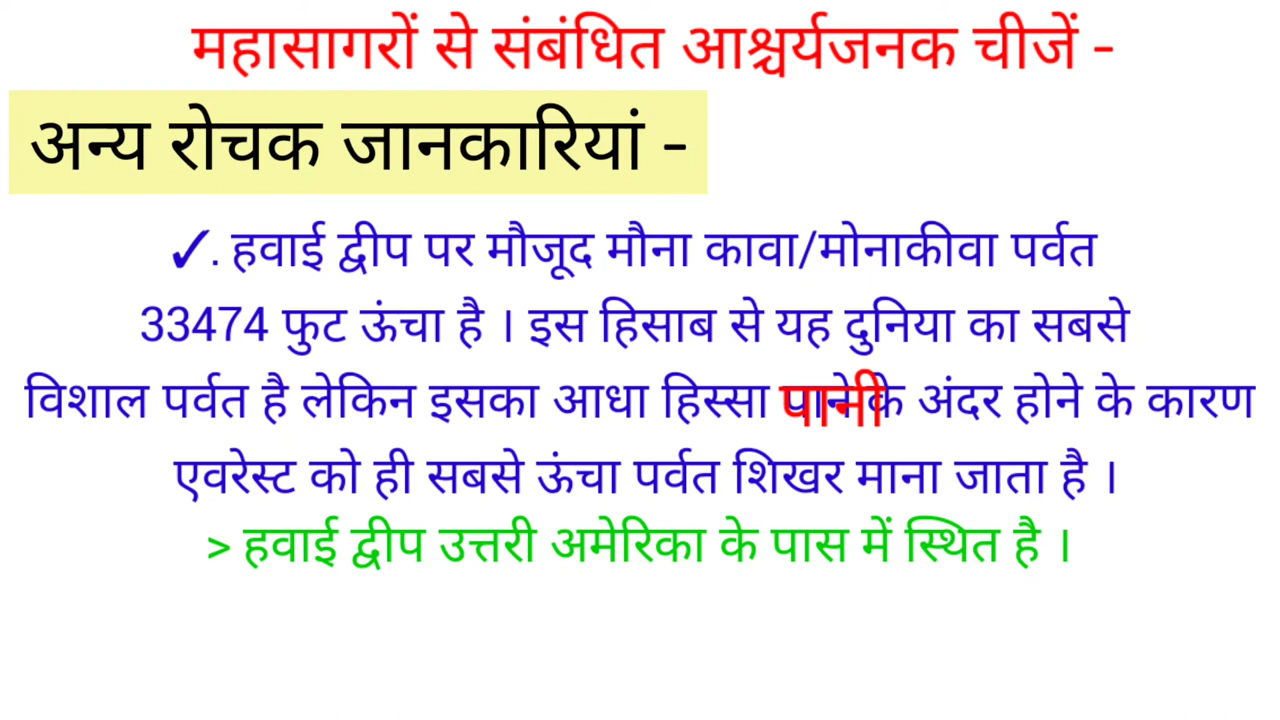 महासागरों से संबंधित आश्चर्यजनक चीजें -
अन्य रोचक जानकारियां -
✓. हवाई द्वीप पर मौजूद मौना कावा/मोनाकीवा पर्वत
33474 फुट ऊंचा है । इस हिसाब से यह दुनिया का सबसे
विशाल पर्वत है लेकिन इसका आधा हिस्सा पानी के अंदर होने के कारण
एवरेस्ट को ही सबसे ऊंचा पर्वत शिखर माना जाता है ।
> हवाई द्वीप उत्तरी अमेरिका के पास में स्थित है ।